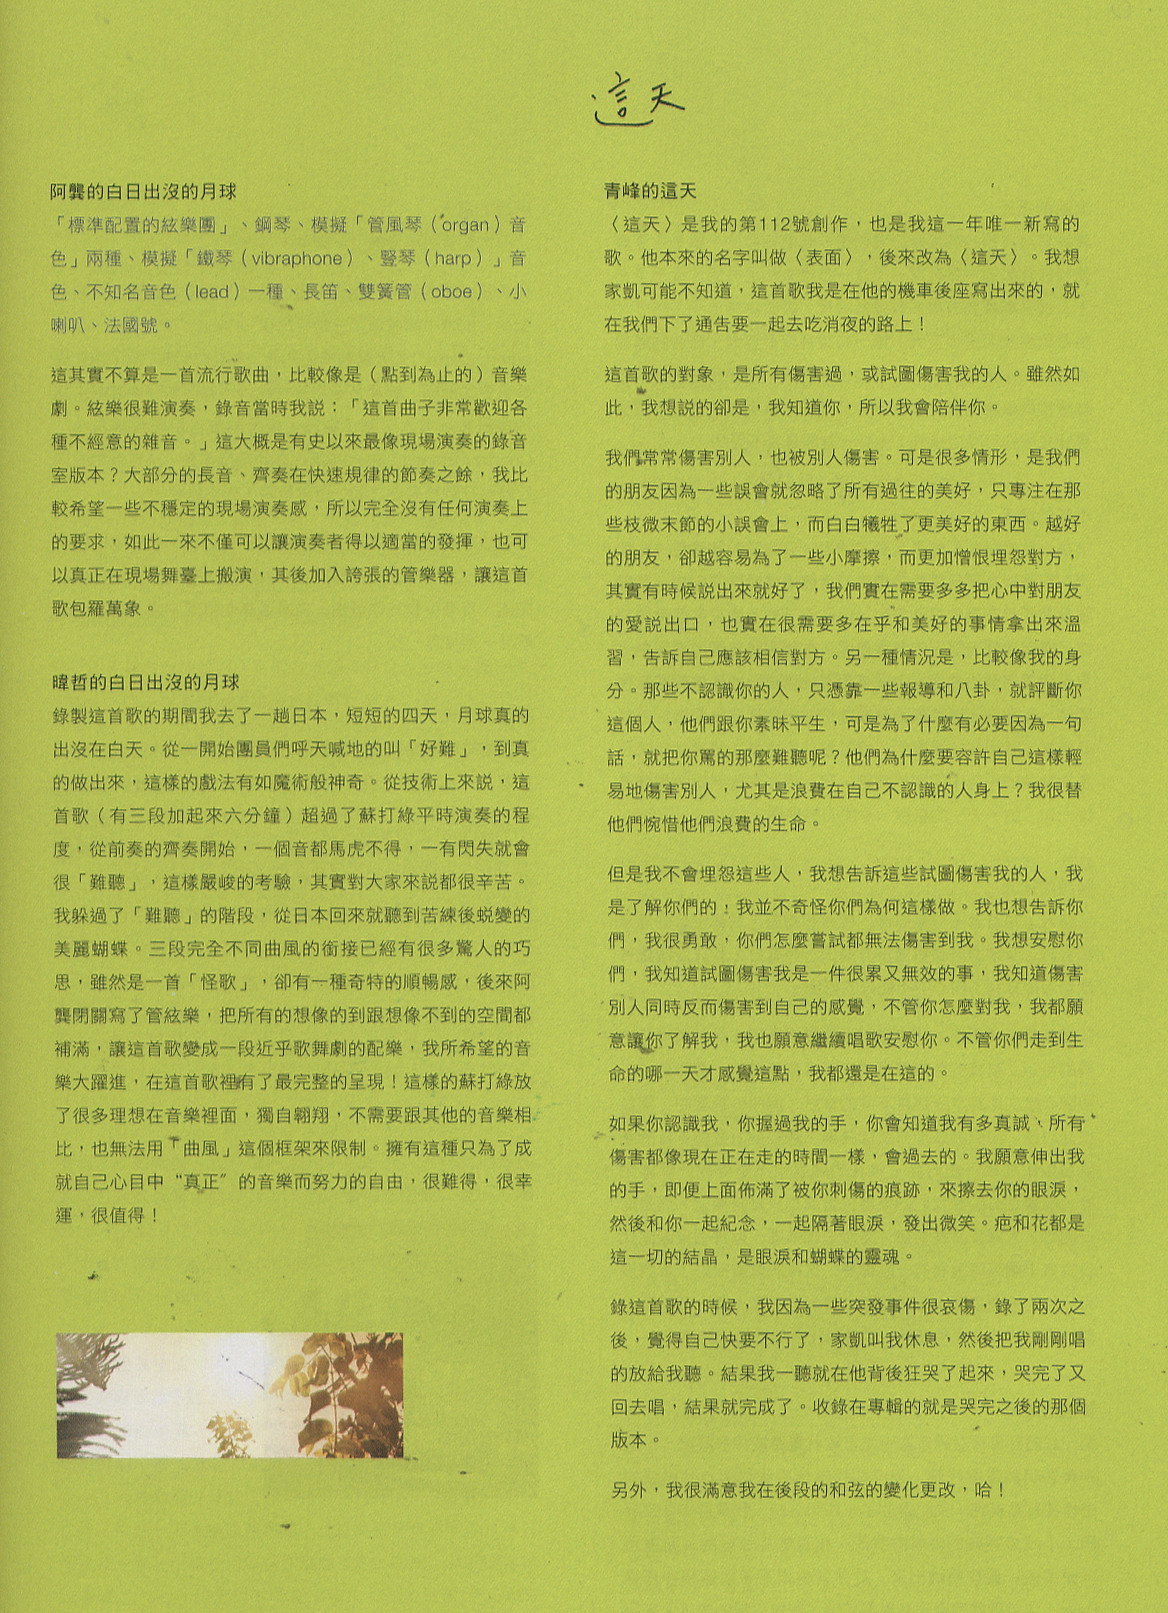 這天
阿龔的白日出沒的月球
「標準配置的絃樂團」、鋼琴、模擬「管風琴（organ）音
色」兩種、模擬「鐵琴（vibraphone）、豎琴（harp）」音
色、不知名音色（lead）一種、長笛、雙簧管（oboe）、小
喇叭、法國號。
這其實不算是一首流行歌曲，比較像是（點到為止的）音樂
劇。絃樂很難演奏，錄音當時我說：「這首曲子非常歡迎各
種不經意的雜音。」這大概是有史以來最像現場演奏的錄音
室版本？大部分的長音、齊奏在快速規律的節奏之餘，我比
較希望一些不穩定的現場演奏感，所以完全沒有任何演奏上
的要求，如此一來不僅可以讓演奏者得以適當的發揮，也可
以真正在現場舞臺上搬演，其後加入誇張的管樂器，讓這首
歌包羅萬象。
暐哲的白日出沒的月球
錄製這首歌的期間我去了一趟日本，短短的四天，月球真的
出沒在白天。從一開始團員們呼天喊地的叫「好難」，到真
的做出來，這樣的戲法有如魔術般神奇。從技術上來說，這
首歌（有三段加起來六分鐘）超過了蘇打綠平時演奏的程
度，從前奏的齊奏開始，一個音都馬虎不得，一有閃失就會
很「難聽」，這樣嚴峻的考驗，其實對大家來說都很辛苦。
我躲過了「難聽」的階段，從日本回來就聽到苦練後蛻變的
美麗蝴蝶。三段完全不同曲風的銜接已經有很多驚人的巧
思，雖然是一首「怪歌」，卻有一種奇特的順暢感，後來阿
龔閉關寫了管絃樂，把所有的想像的到跟想像不到的空間都
補滿，讓這首歌變成一段近乎歌舞劇的配樂，我所希望的音
樂大躍進，在這首歌裡有了最完整的呈現！這樣的蘇打綠放
了很多理想在音樂裡面，獨自翱翔，不需要跟其他的音樂相
比，也無法用「曲風」這個框架來限制。擁有這種只為了成
就自己心目中“真正”的音樂而努力的自由，很難得，很幸
運，很值得！
青峰的這天
〈這天〉是我的第112號創作，也是我這一年唯一新寫的
歌。他本來的名字叫做〈表面〉，後來改為〈這天〉。我想
家凱可能不知道，這首歌我是在他的機車後座寫出來的，就
在我們下了通告要一起去吃消夜的路上！
這首歌的對象，是所有傷害過，或試圖傷害我的人。雖然如
此，我想說的卻是，我知道你，所以我會陪伴你。
我們常常傷害別人，也被別人傷害。可是很多情形，是我們
的朋友因為一些誤會就忽略了所有過往的美好，只專注在那
些枝微末節的小誤會上，而白白犧牲了更美好的東西。越好
的朋友，卻越容易為了一些小摩擦，而更加憎恨埋怨對方，
其實有時候說出來就好了，我們實在需要多多把心中對朋友
的愛說出口，也實在很需要多在乎和美好的事情拿出來溫
習，告訴自己應該相信對方。另一種情況是，比較像我的身
分。那些不認識你的人，只憑靠一些報導和八卦，就評斷你
這個人，他們跟你素昧平生，可是為了什麼有必要因為一句
話，就把你罵的那麼難聽呢？他們為什麼要容許自己這樣輕
易地傷害別人，尤其是浪費在自己不認識的人身上？我很替
他們惋惜他們浪費的生命。
但是我不會埋怨這些人，我想告訴這些試圖傷害我的人，我
是了解你們的，我並不奇怪你們為何這樣做。我也想告訴你
們，我很勇敢，你們怎麼嘗試都無法傷害到我。我想安慰你
們，我知道試圖傷害我是一件很累又無效的事，我知道傷害
別人同時反而傷害到自己的感覺，不管你怎麼對我，我都願
意讓你了解我，我也願意繼續唱歌安慰你。不管你們走到生
命的哪一天才感覺這點，我都還是在這的。
如果你認識我，你握過我的手，你會知道我有多真誠、所有
傷害都像現在正在走的時間一樣，會過去的。我願意伸出我
的手，即便上面佈滿了被你刺傷的痕跡，來擦去你的眼淚，
然後和你一起紀念，一起隔著眼淚，發出微笑。疤和花都是
這一切的結晶，是眼淚和蝴蝶的靈魂。
錄這首歌的時候，我因為一些突發事件很哀傷，錄了兩次之
後，覺得自己快要不行了，家凱叫我休息，然後把我剛剛唱
的放給我聽。結果我一聽就在他背後狂哭了起來，哭完了又
回去唱，結果就完成了。收錄在專輯的就是哭完之後的那個
版本。
另外，我很滿意我在後段的和弦的變化更改，哈！